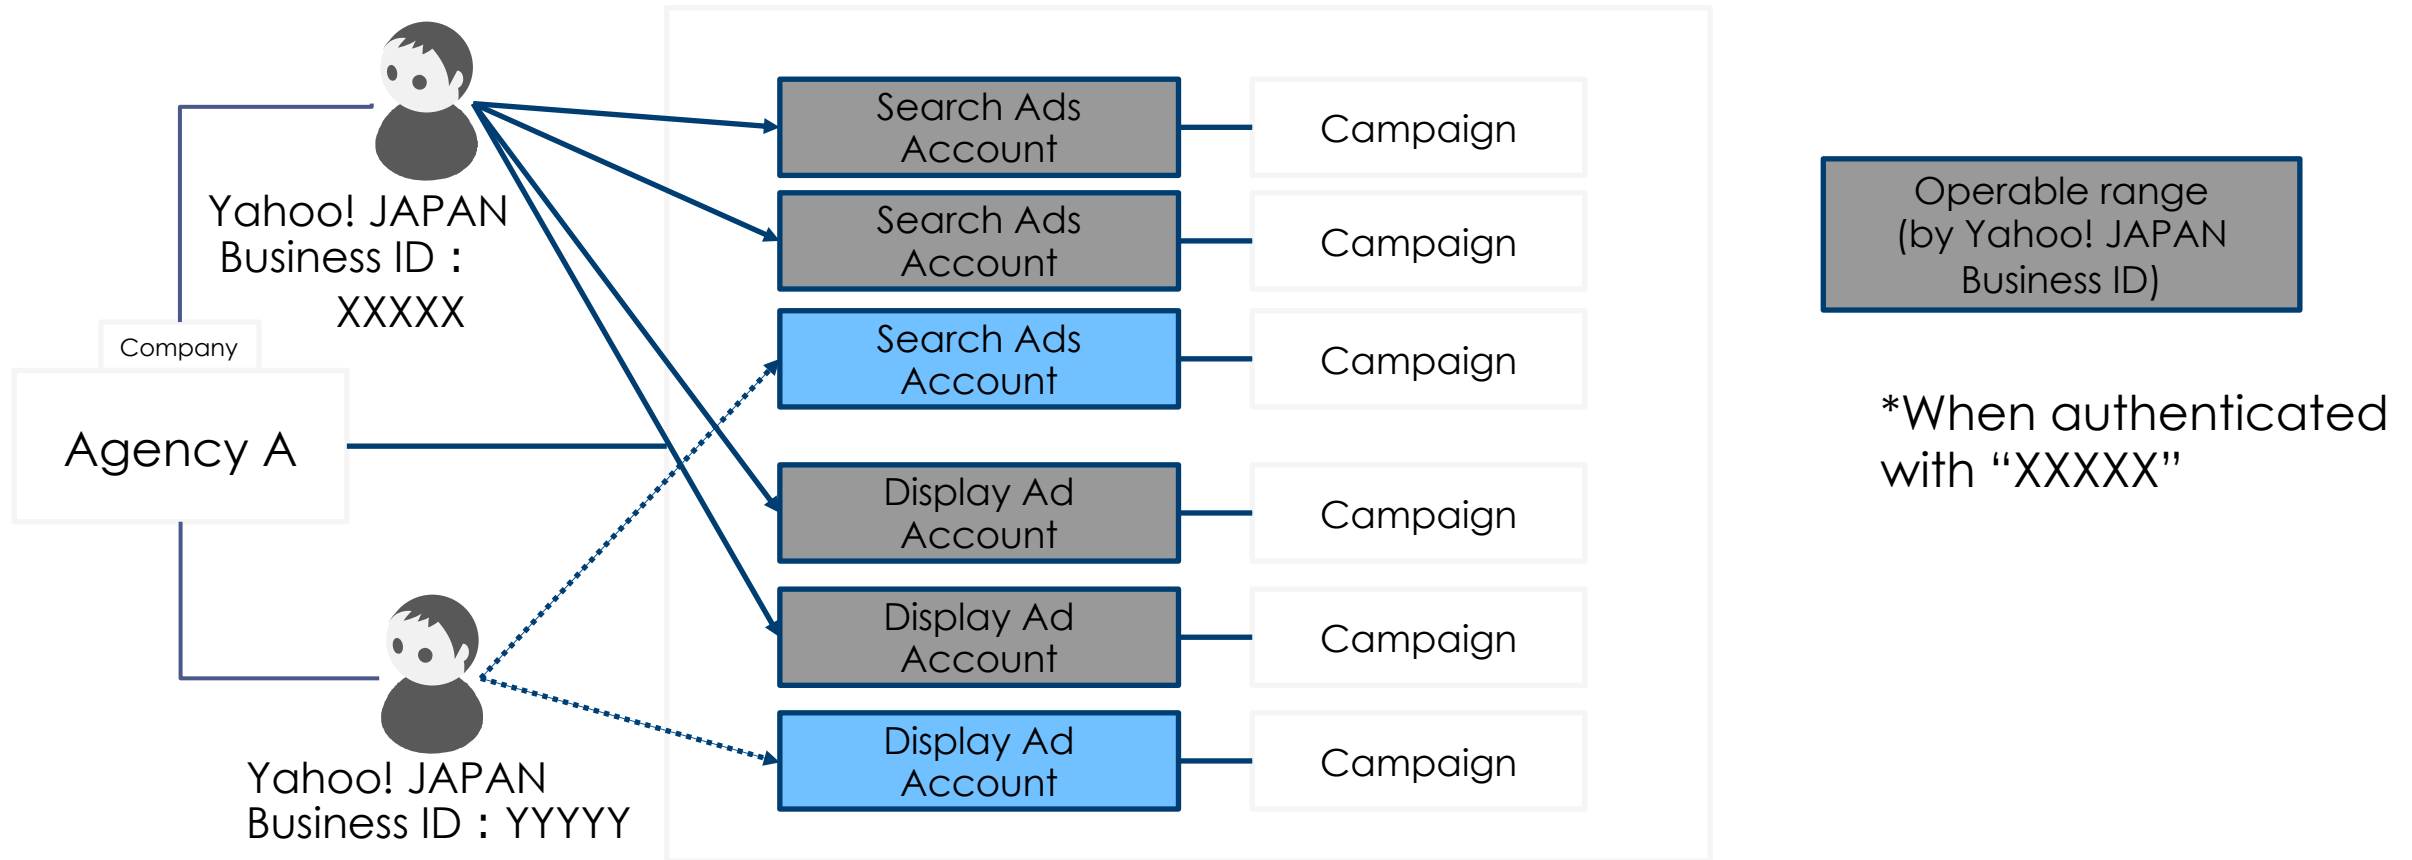 Yahoo! JAPAN
Business ID：
XXXXX
Company
Agency A
Yahoo! JAPAN
Business ID：YYYYY
Search Ads
Account
Campaign
Search Ads
Account
Campaign
Search Ads
Account
Campaign
Display Ad
Account
Campaign
Display Ad
Account
Campaign
Display Ad
Account
Campaign
Operable range
(by Yahoo! JAPAN
Business ID)
*When authenticated
with “XXXXX”